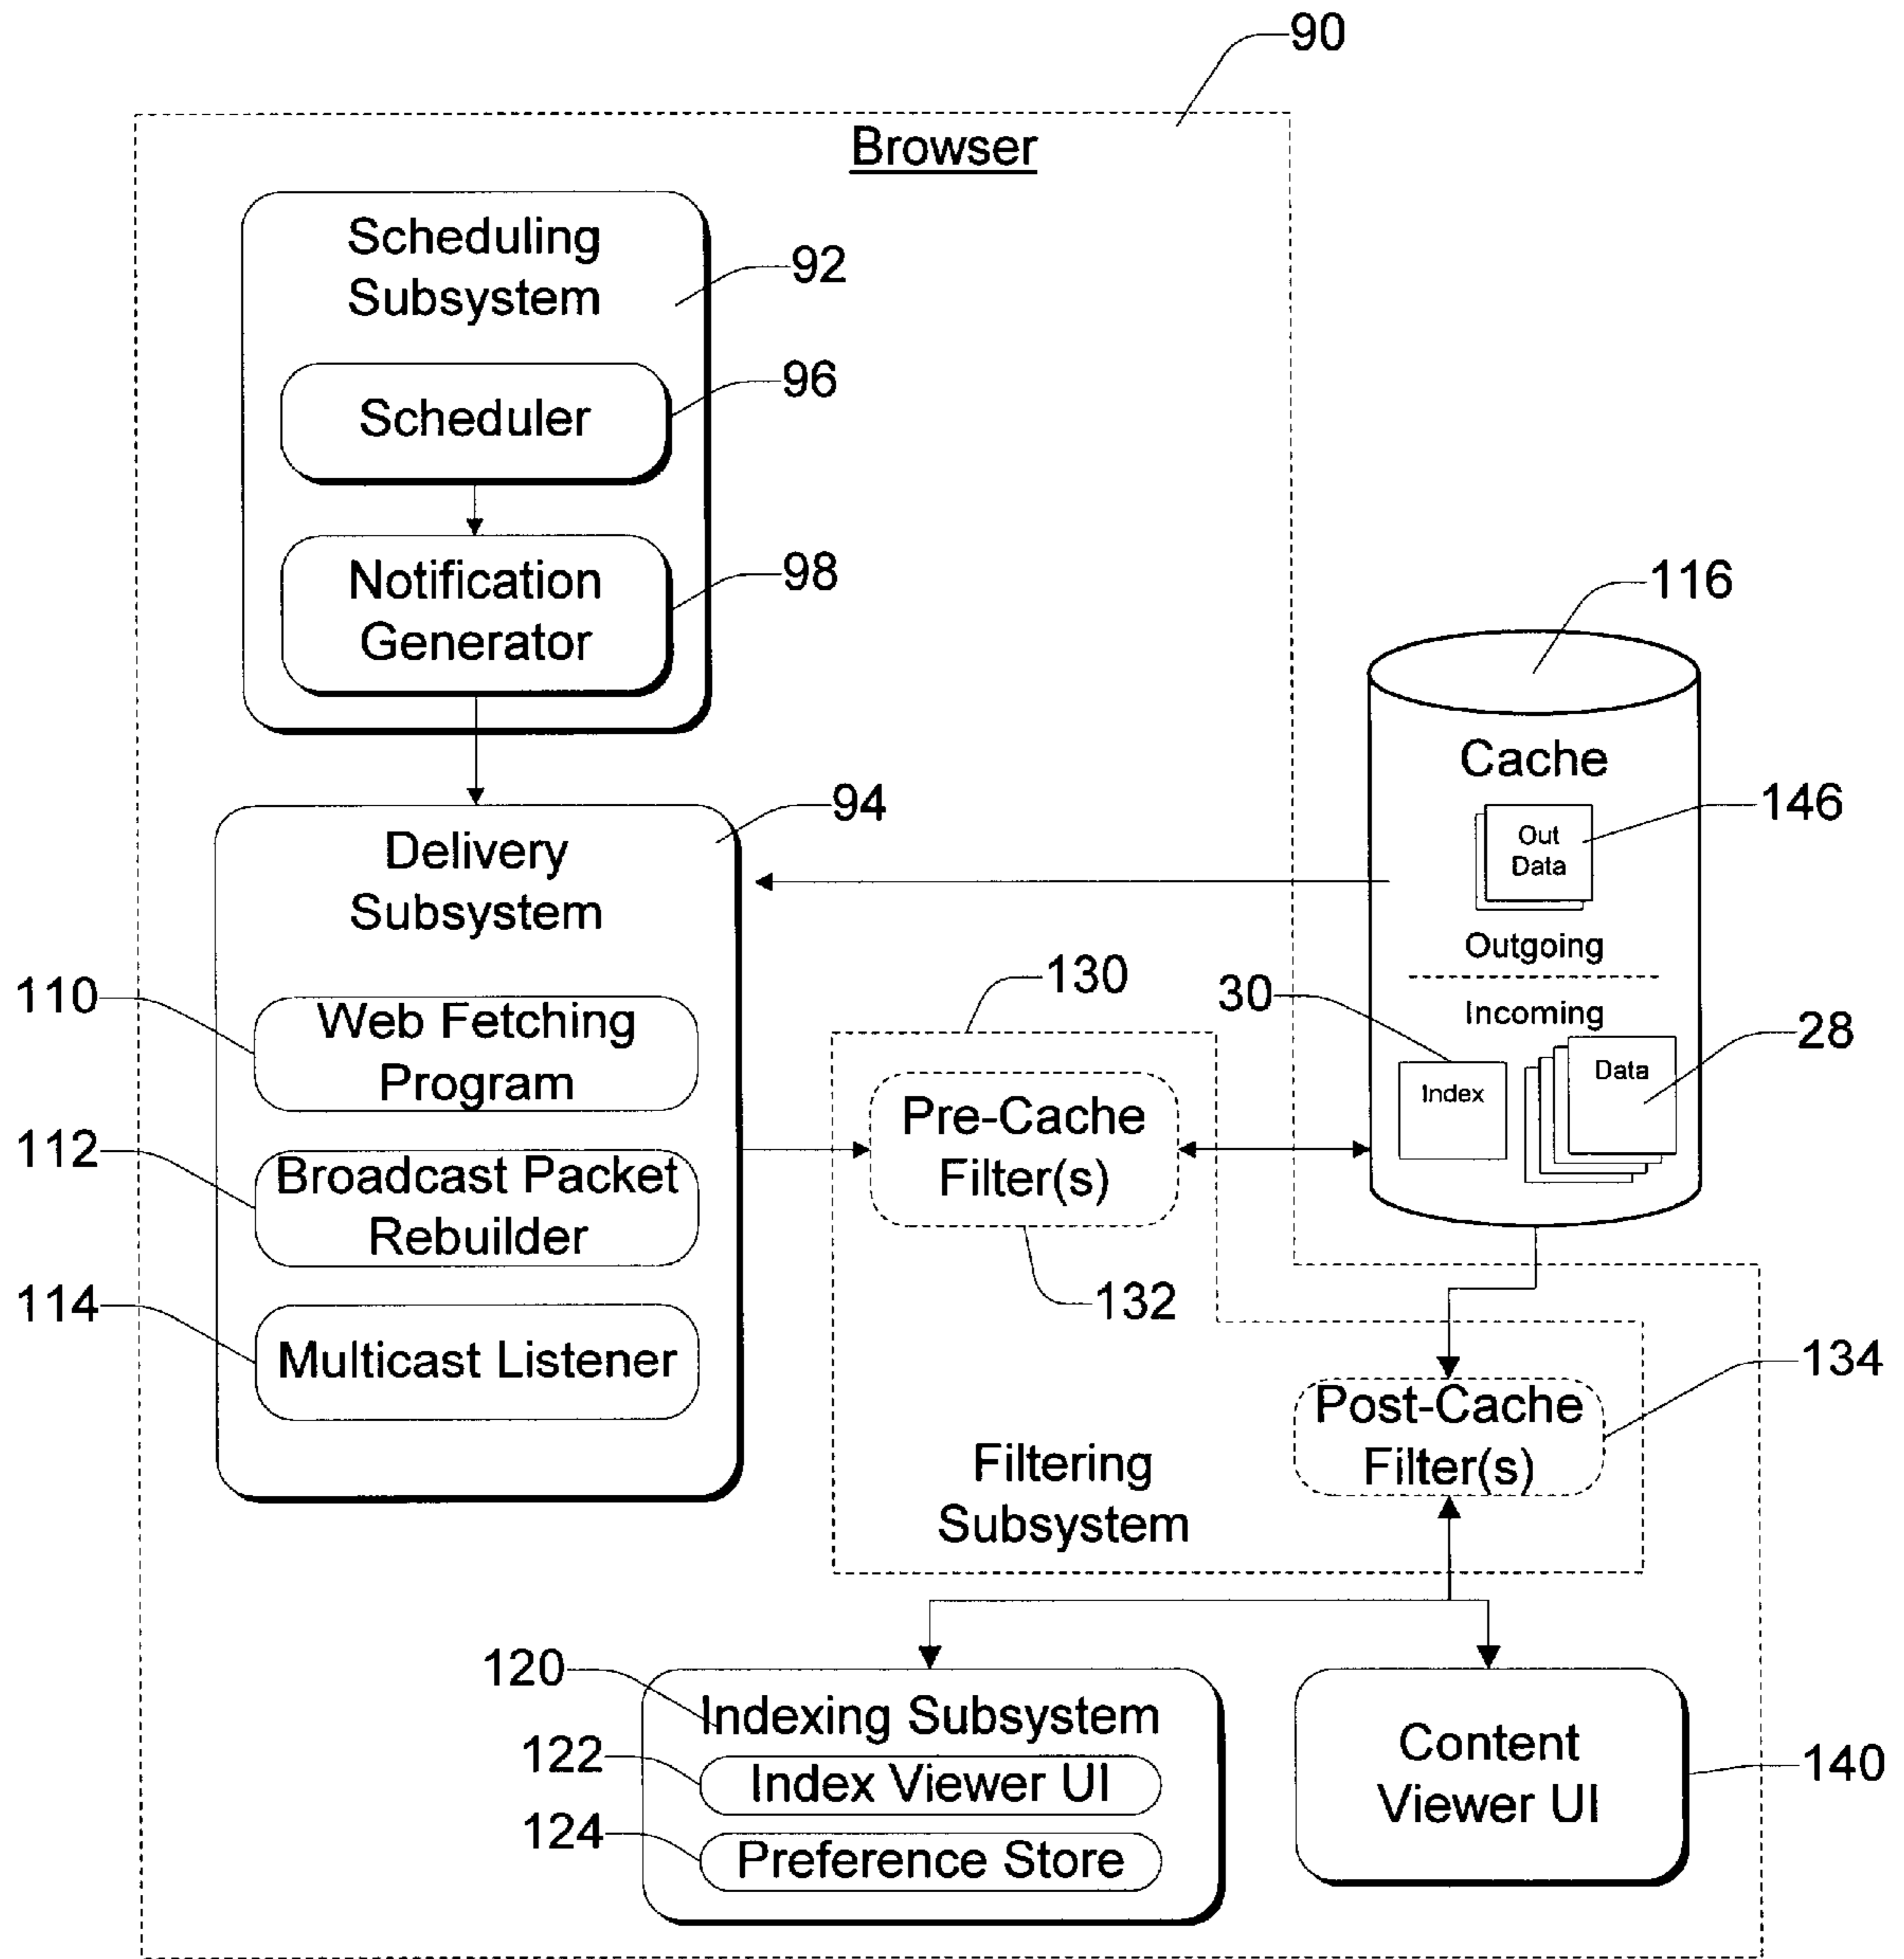 90
Browser
Scheduling
Subsystem
92
96
Scheduler
Notification
Generator
98
116
Cache
94
Delivery
Subsystem
Out
Data
146
Outgoing
130
30
Incoming
28
Index
Data
110
Web Fetching
Program
112
Broadcast Packet
Rebuilder
114
Multicast Listener
Pre-Cache
Filter(s)
132
134
Post-Cache
Filter(s)
Filtering
Subsystem
120
Indexing Subsystem
122
Index Viewer UI
124
Preference Store
Content
Viewer UI
140